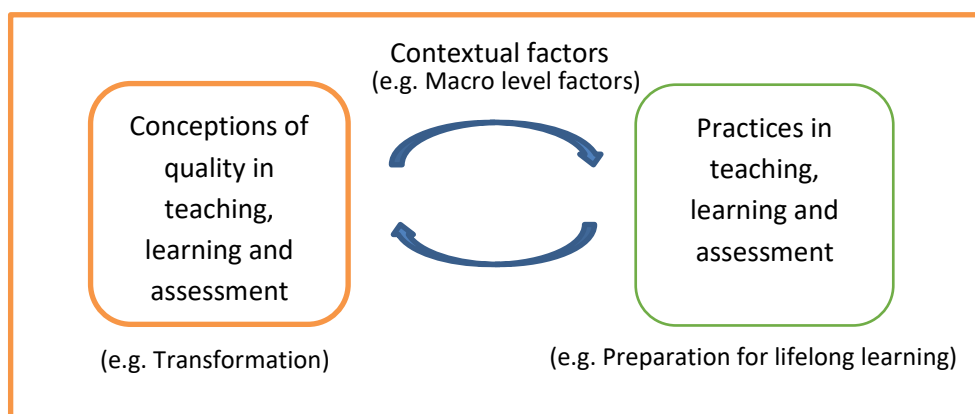 Contextual factors
(e.g. Macro level factors)
Conceptions of
quality in
teaching,
learning and
assessment
(e.g. Transformation)
Practices in
teaching,
learning and
assessment
(e.g. Preparation for lifelong learning)